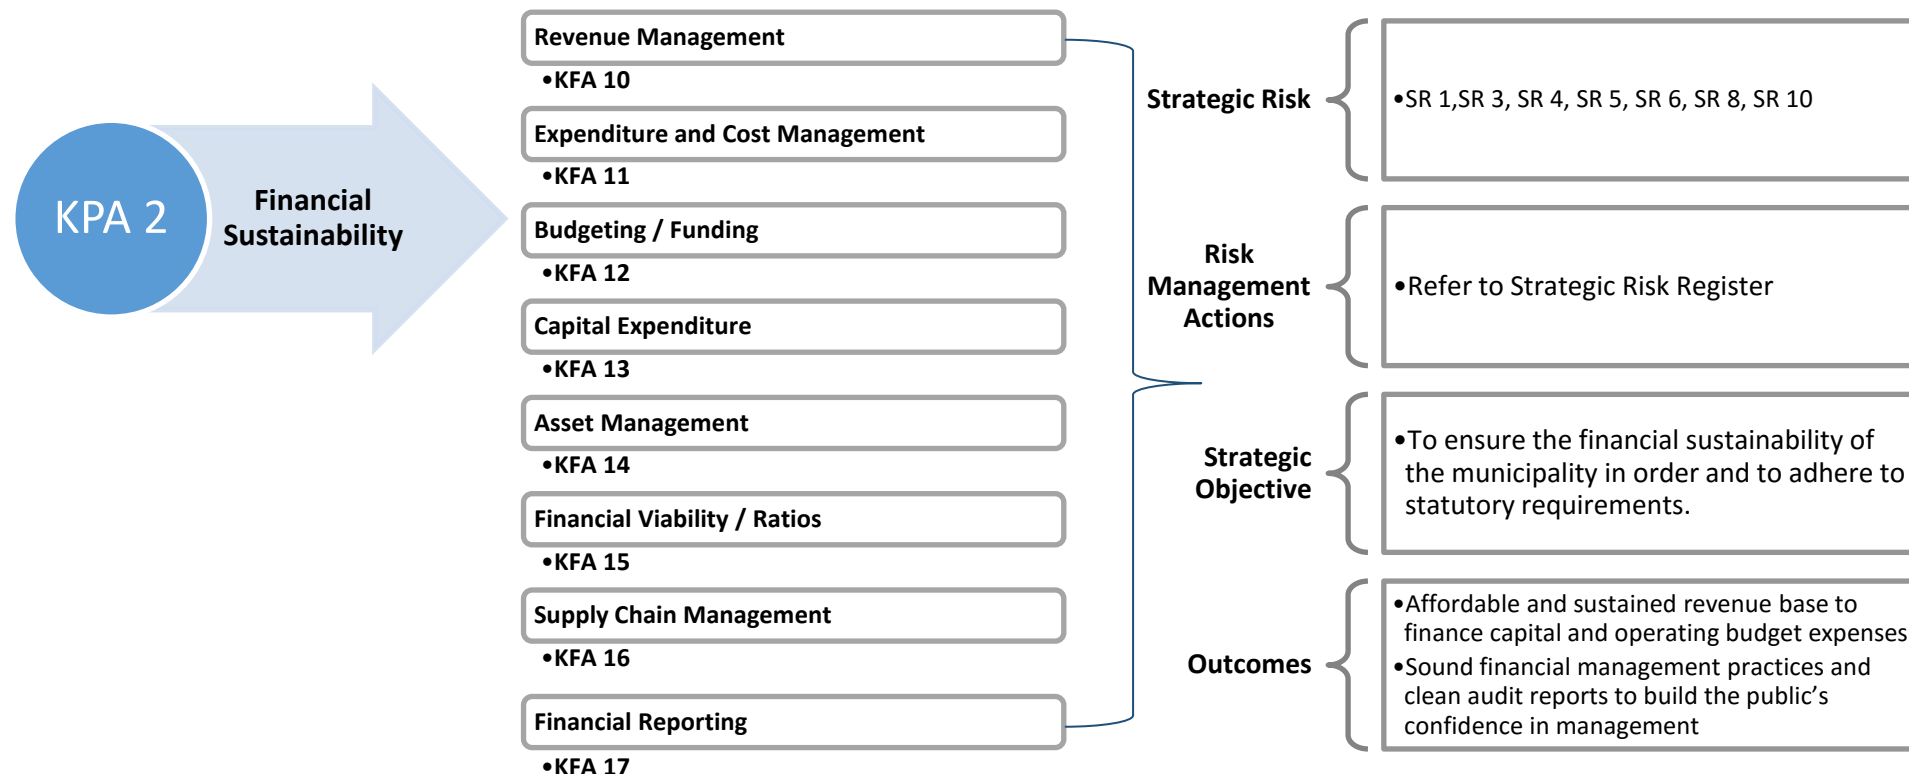 KPA 2
Financial
Sustainability
Revenue Management
•KFA 10
Expenditure and Cost Management
•KFA 11
Budgeting / Funding
•KFA 12
Capital Expenditure
•KFA 13
Asset Management
•KFA 14
Financial Viability / Ratios
•KFA 15
Supply Chain Management
•KFA 16
Financial Reporting
•KFA 17
Strategic Risk
•SR 1,SR 3, SR 4, SR 5, SR 6, SR 8, SR 10
Risk
Management
Actions
•Refer to Strategic Risk Register
Strategic
Objective
•To ensure the financial sustainability of
the municipality in order and to adhere to
statutory requirements.
Outcomes
•Affordable and sustained revenue base to
finance capital and operating budget expenses
•Sound financial management practices and
clean audit reports to build the public's
confidence in management